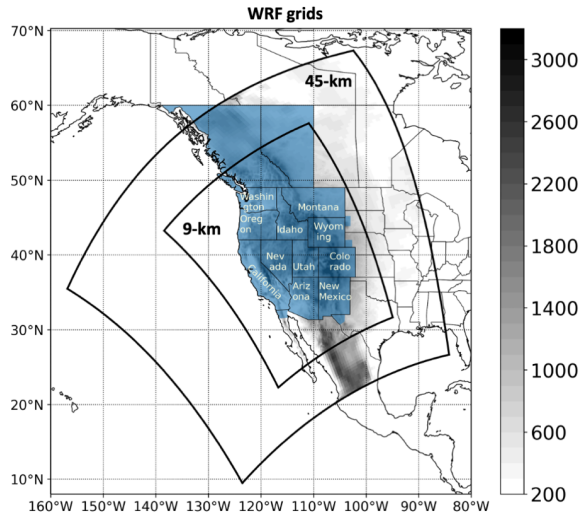 WRF grids
70°N
60°N
50°N
40°N
30°N
20°N
10°N
160°W
150°W
140°W
130°W
120°W
110°W
100°W
90°W
80°W
45-km
9-km
Washin
gton
Montana
Oreg
on
Idaho
Wyom
ing
Nev
ada
Utah
Colo
rado
California
Ariz
ona
New
Mexico
3000
2600
2200
1800
1400
1000
600
200